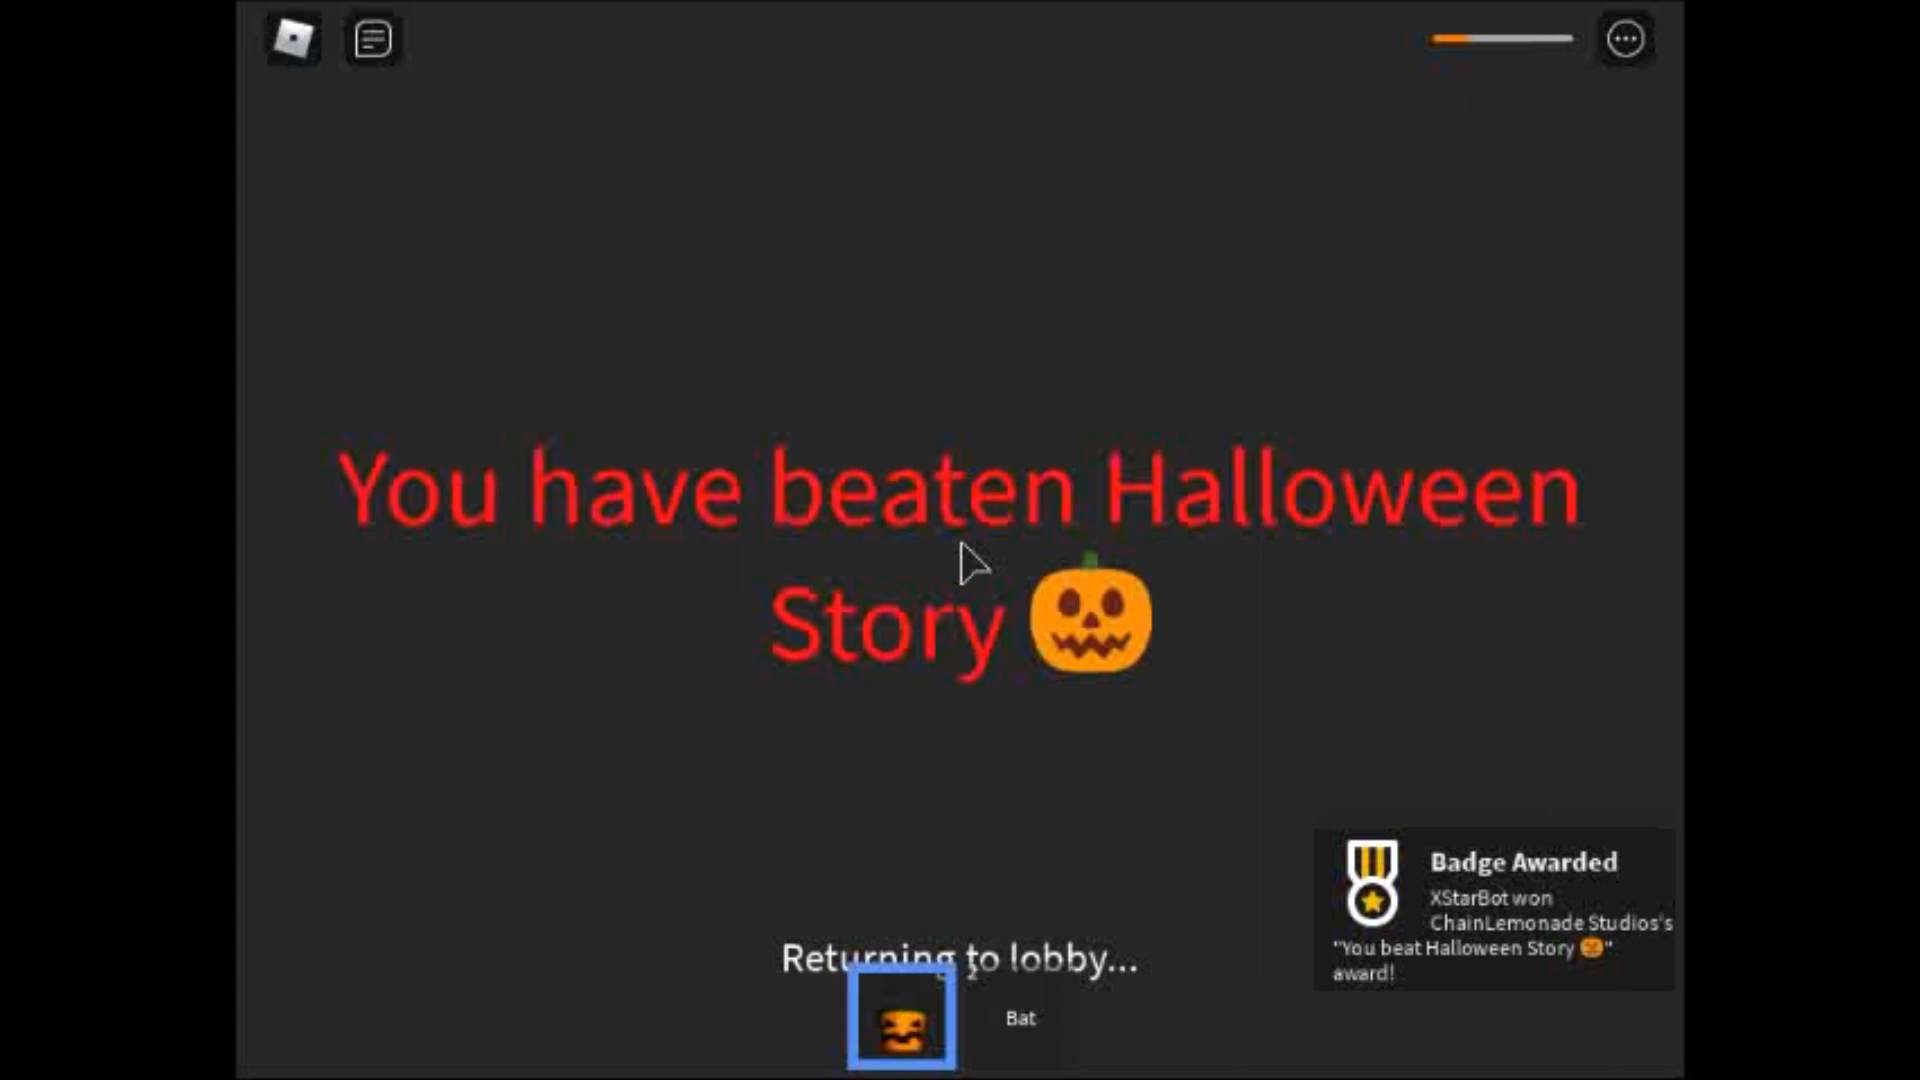 You have beaten Halloween
Story 🎃
Badge Awarded
XStarBot won
ChainLemonade Studios's
"You beat Halloween Story 🎃"
award!
Returning to lobby...
2
Bat